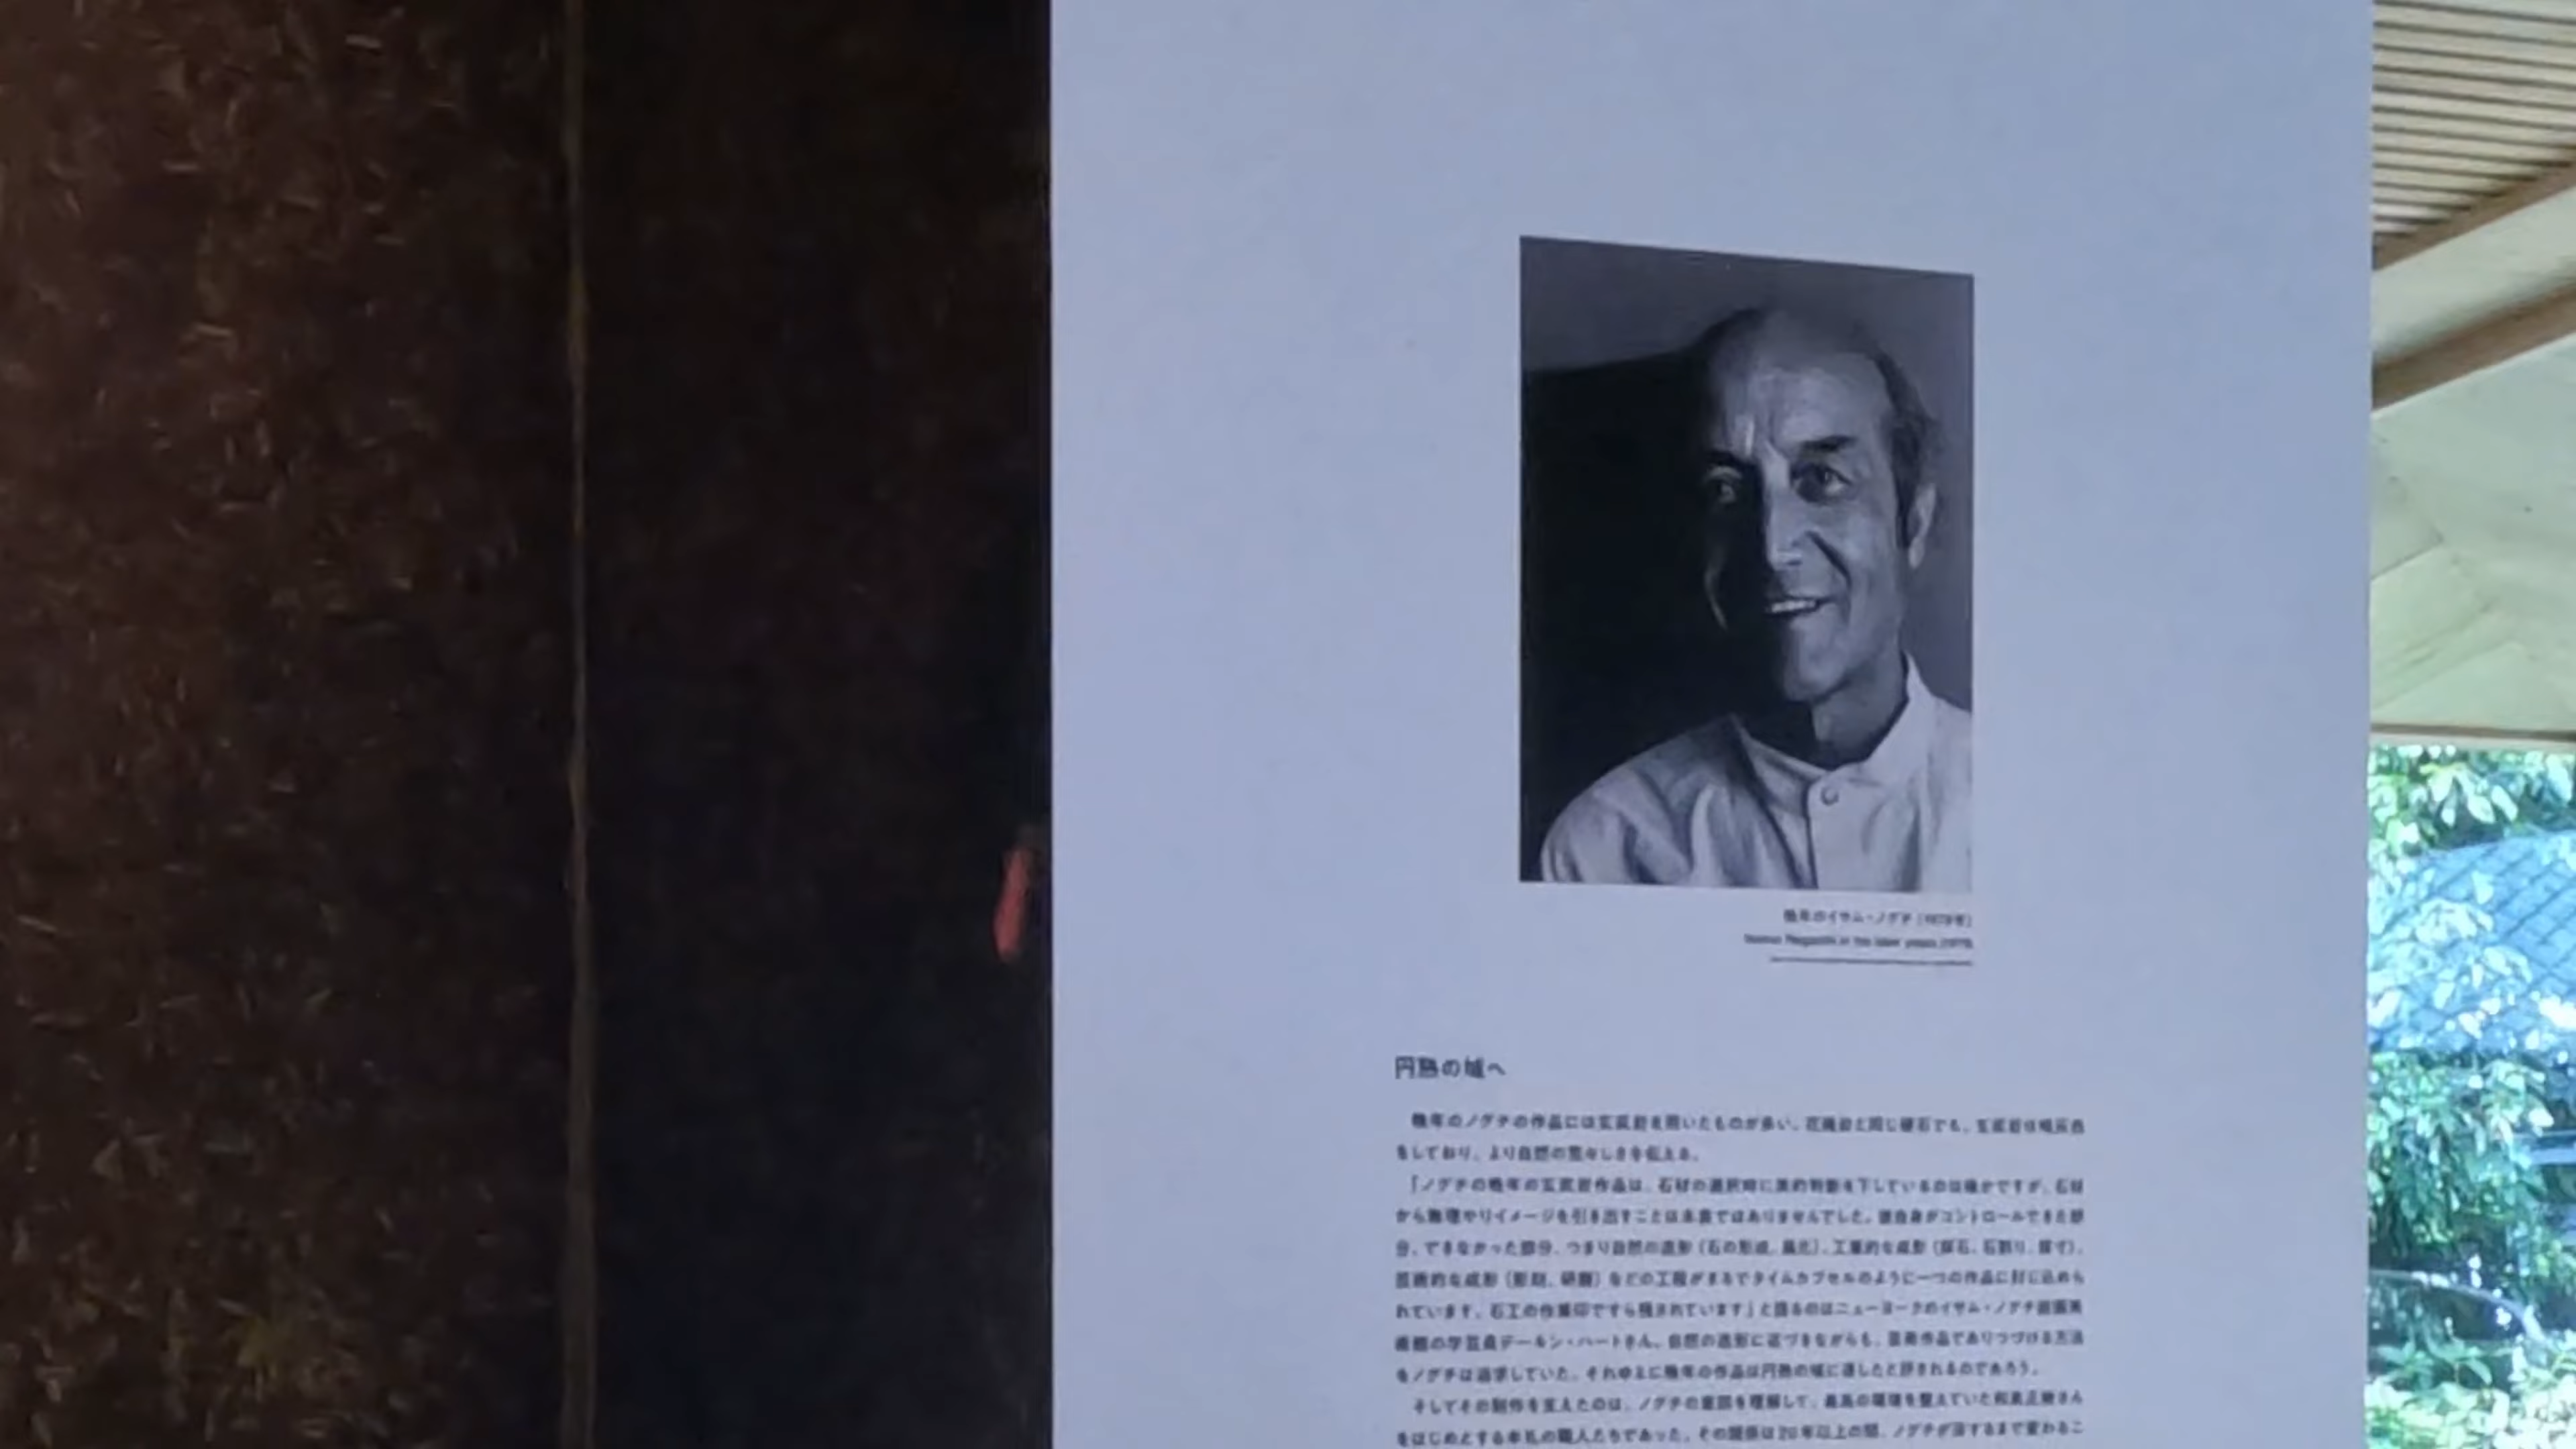 晩年のイサム・ノグチ（1979年）
Isamu Noguchi in his later years (1979)
円熟の域へ
晩年のノグチの作品には玄武岩を用いたものが多い。花崗岩と同じ硬石でも、玄武岩は暗灰色
をしており、より自然の荒々しさを伝える。
「ノグチの晩年の玄武岩作品は、石材の選択時に美的判断を下しているのは確かですが、石材
から無理やりイメージを引き出すことは本意ではありませんでした。彼自身がコントロールできた部
分、できなかった部分、つまり自然の造形（石の形成、風化）、工業的な成形（採石、石割り、
芸術的な成形（彫刻、研磨）などの工程がまるでタイムカプセルのように一つの作品に封じ込めら
れています。石工の作業印ですら残されています」と語るのはニューヨークのイサム・ノグチ庭園美
術館の学芸員デーキン・ハートさん。自然の造形に近づきながらも、芸術作品でありつづける方法
をノグチは追求していた。それゆえに晩年の作品は円熟の域に達したと評されるのであろう。
そしてその制作を支えたのは、ノグチの意図を理解して、最高の環境を整えていた和泉正敏さん
をはじめとする牟礼の職人たちであった。その関係は20年以上の間、ノグチが没するまで変わるこ